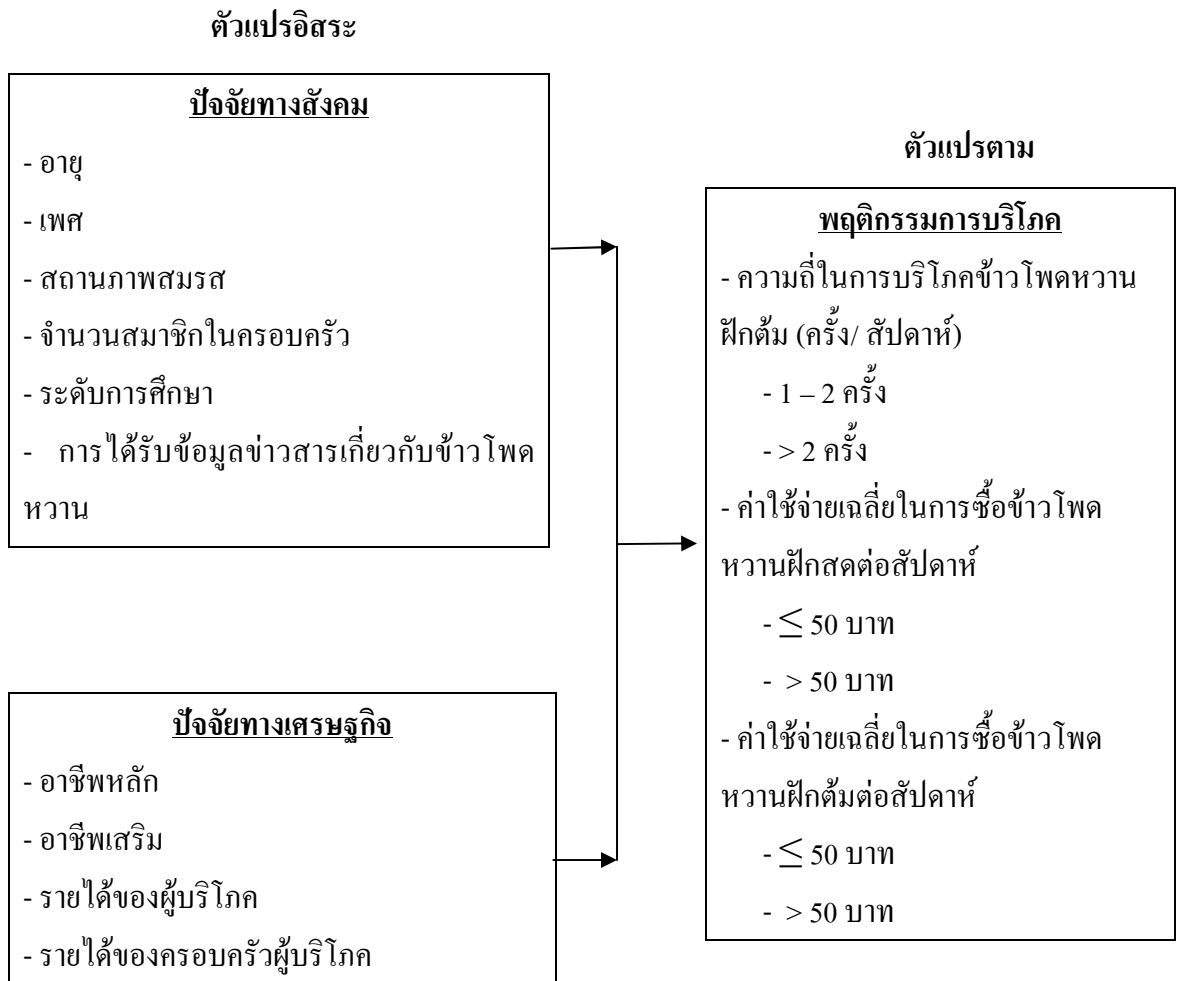 ตัวแปรอิสระ
ปัจจัยทางสังคม
- อายุ
- เพศ
- สถานภาพสมรส
- จำนวนสมาชิกในครอบครัว
- ระดับการศึกษา
- การได้รับข้อมูลข่าวสารเกี่ยวกับข้าวโพด
หวาน
ปัจจัยทางเศรษฐกิจ
- อาชีพหลัก
- อาชีพเสริม
- รายได้ของผู้บริโภค
- รายได้ของครอบครัวผู้บริโภค
ตัวแปรตาม
พฤติกรรมการบริโภค
- ความถี่ในการบริโภคข้าวโพดหวาน
ฝักต้ม (ครั้ง/ สัปดาห์)
- 1 – 2 ครั้ง
- > 2 ครั้ง
- ค่าใช้จ่ายเฉลี่ยในการซื้อข้าวโพด
หวานฝักสดต่อสัปดาห์
- ≤ 50 บาท
- > 50 บาท
- ค่าใช้จ่ายเฉลี่ยในการซื้อข้าวโพด
หวานฝักต้มต่อสัปดาห์
- ≤ 50 บาท
- > 50 บาท